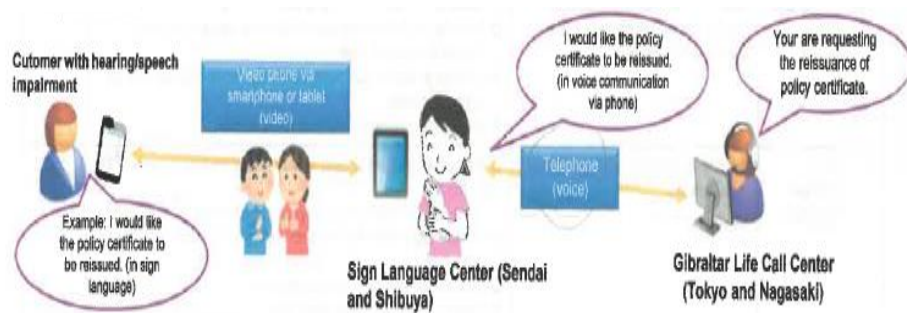 Cutomer with hearing/speech
impairment
Video phone via
smartphone or tablet
(video)
I would like the policy
certificate to be reissued.
(in voice communication
via phone)
Your are requesting
the reissuance of
policy certificate.
Telephone
(voice)
Example: I would like
the policy certificate to
be reissued. (in sign
language)
Sign Language Center (Sendai
and Shibuya)
Gibraltar Life Call Center
(Tokyo and Nagasaki)